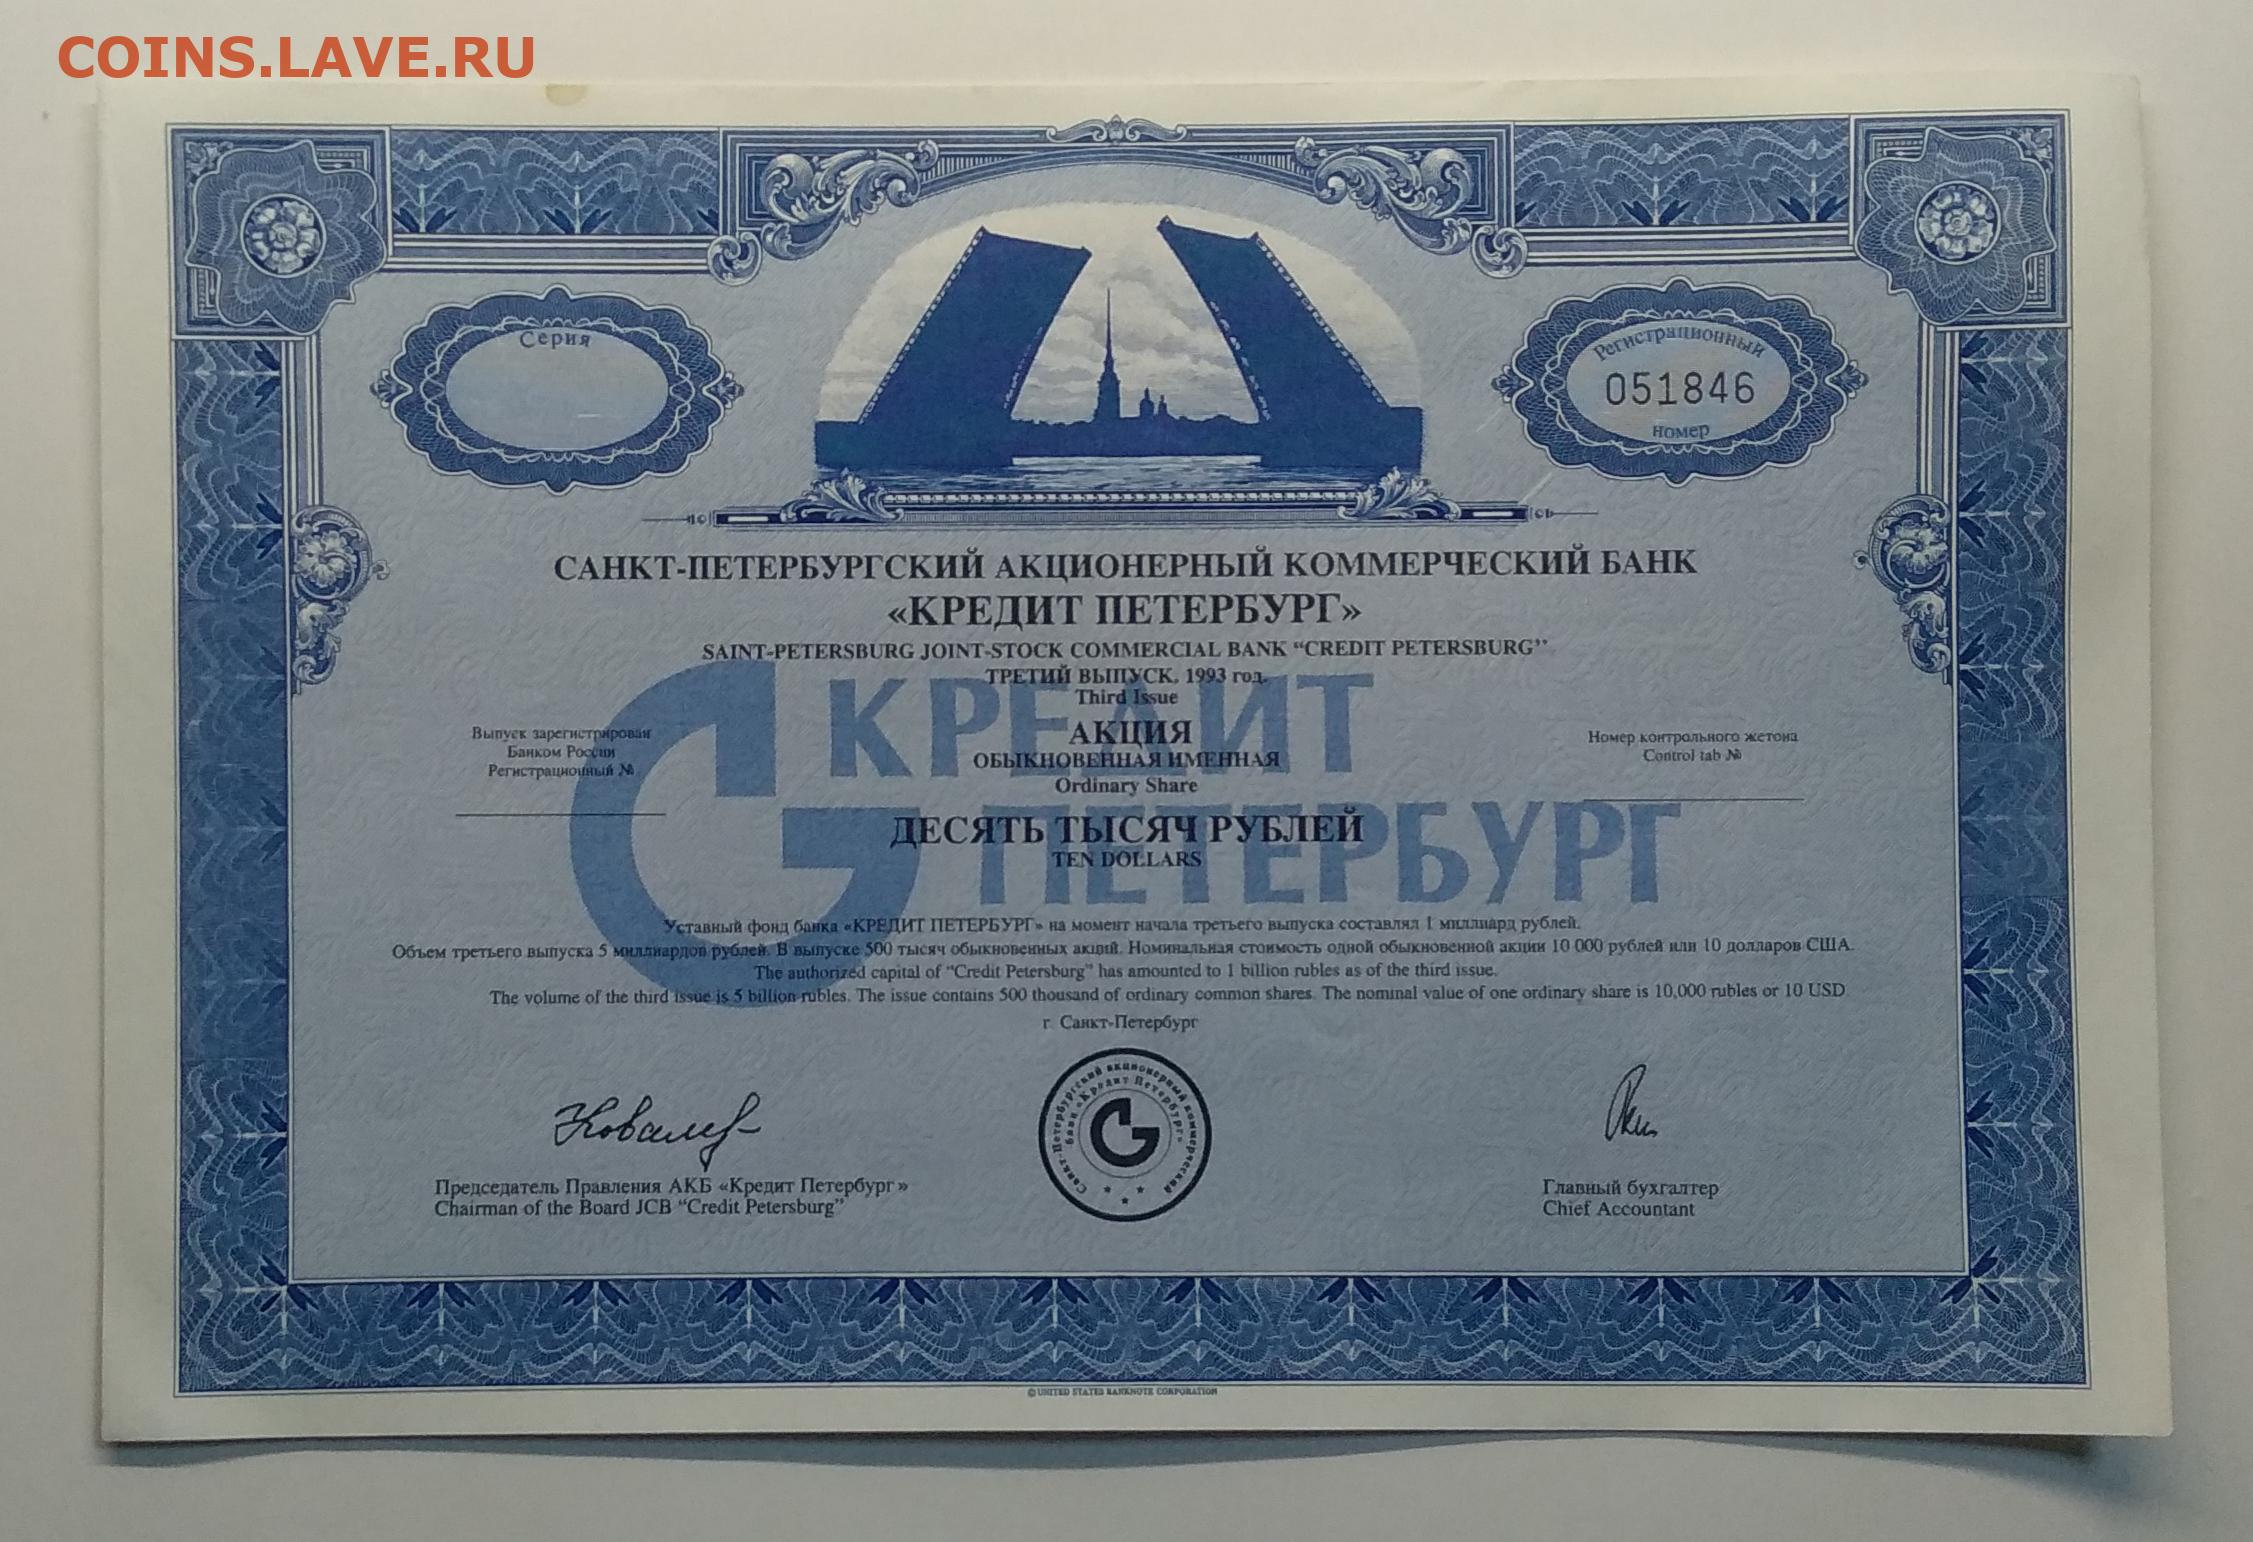 COINS.LAVE.RU
Серия
Регистрационный
051846
номер
САНКТ-ПЕТЕРБУРГСКИЙ АКЦИОНЕРНЫЙ КОММЕРЧЕСКИЙ БАНК
«КРЕДИТ ПЕТЕРБУРГ»
SAINT-PETERSBURG JOINT-STOCK COMMERCIAL BANK “CREDIT PETERSBURG”
ТРЕТИЙ ВЫПУСК, 1993 год.
Third Issue
КРЕДИТ
ПЕТЕРБУРГ
Выпуск зарегистрирован
Банком России
Регистрационный №
АКЦИЯ
ОБЫКНОВЕННАЯ ИМЕННАЯ
Ordinary Share
Номер контрольного жетона
Control tab №
ДЕСЯТЬ ТЫСЯЧ РУБЛЕЙ
TEN DOLLARS
Уставный фонд банка «КРЕДИТ ПЕТЕРБУРГ» на момент начала третьего выпуска составлял 1 миллиард рублей.
Объем третьего выпуска 5 миллиардов рублей. В выпуске 500 тысяч обыкновенных акций. Номинальная стоимость одной обыкновенной акции 10 000 рублей или 10 долларов США.
The authorized capital of “Credit Petersburg” has amounted to 1 billion rubles as of the third issue.
The volume of the third issue is 5 billion rubles. The issue contains 500 thousand of ordinary common shares. The nominal value of one ordinary share is 10,000 rubles or 10 USD
г. Санкт-Петербург
Санкт-Петербургский акционерный коммерческий
банк «Кредит Петербург»
Председатель Правления АКБ «Кредит Петербург»
Chairman of the Board JCB “Credit Petersburg”
Главный бухгалтер
Chief Accountant
© UNITED STATES BANKNOTE CORPORATION